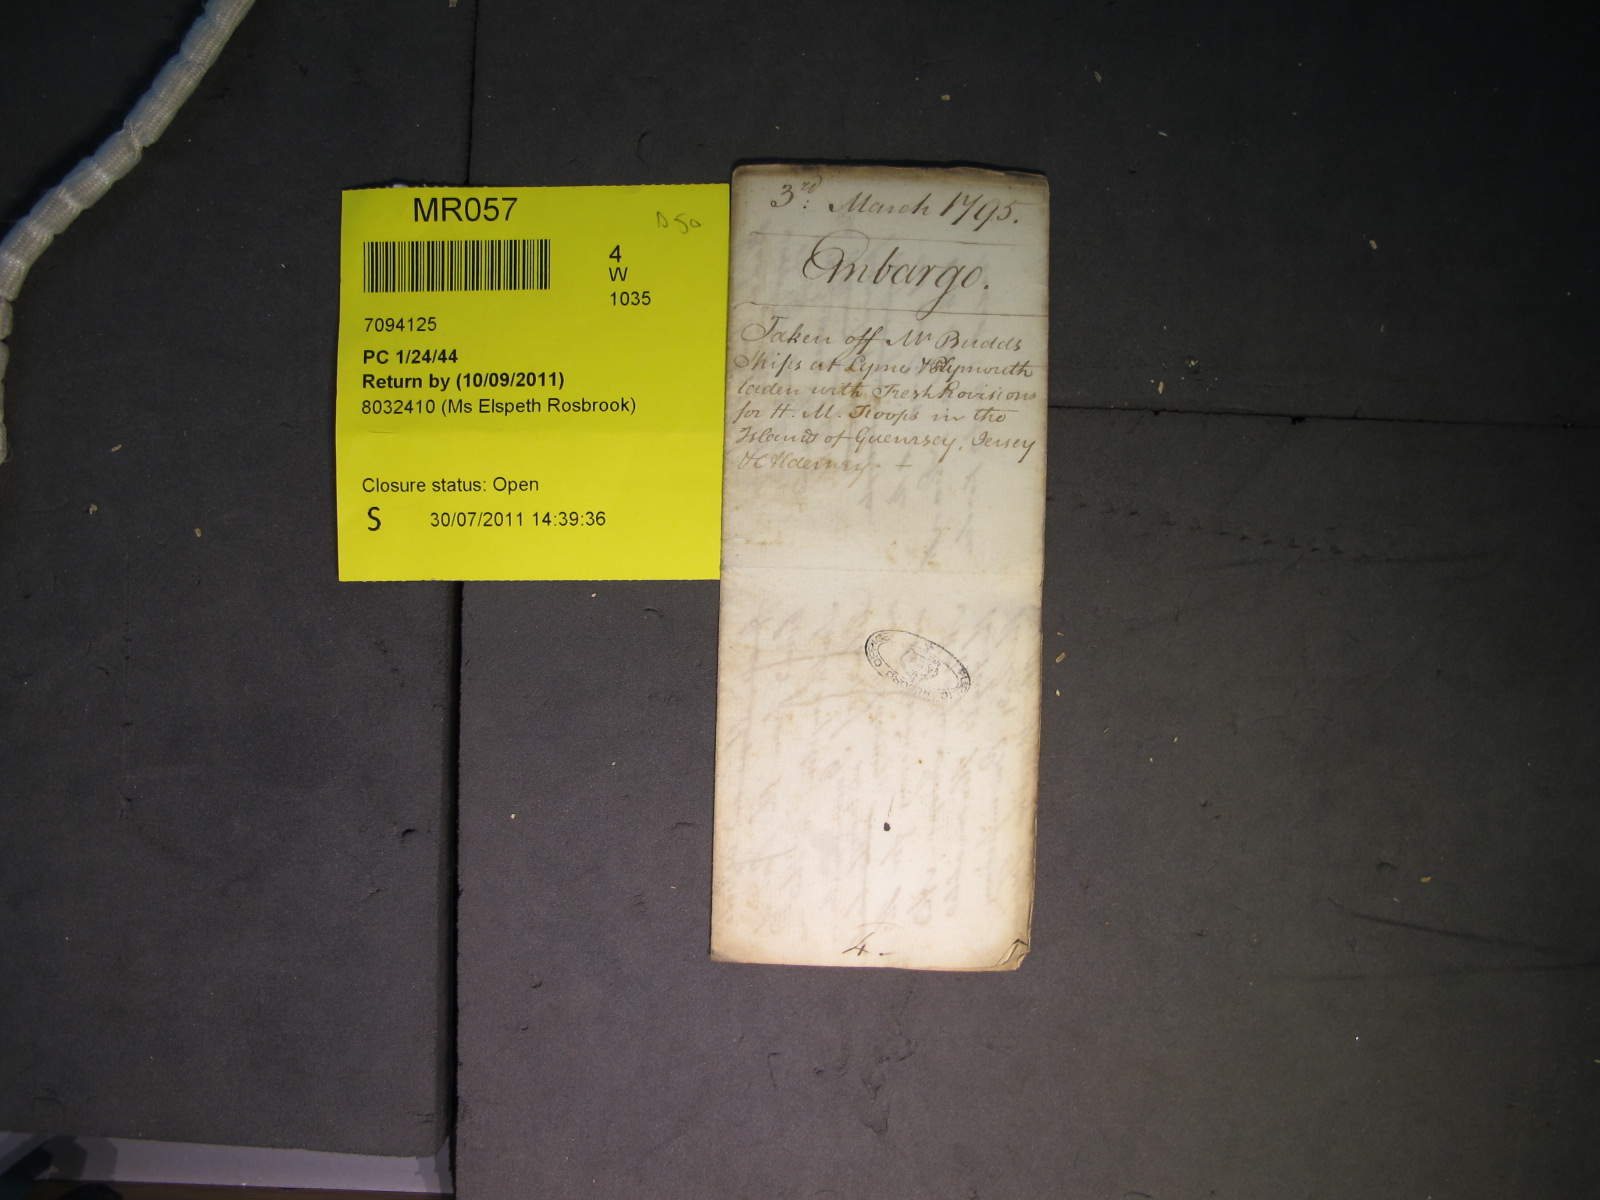 MR057
D50
4
W
1035
7094125
PC 1/24/44
Return by (10/09/2011)
8032410 (Ms Elspeth Rosbrook)
Closure status: Open
S 30/07/2011 14:39:36
3rd. March 1795.
Embargo.
Taken off Mr Budds
Ships at Lyme & Plymouth
laden with Fresh Provisions
for H. M. Troops in the
Islands of Guernsey, Jersey
& Alderney. +
4.